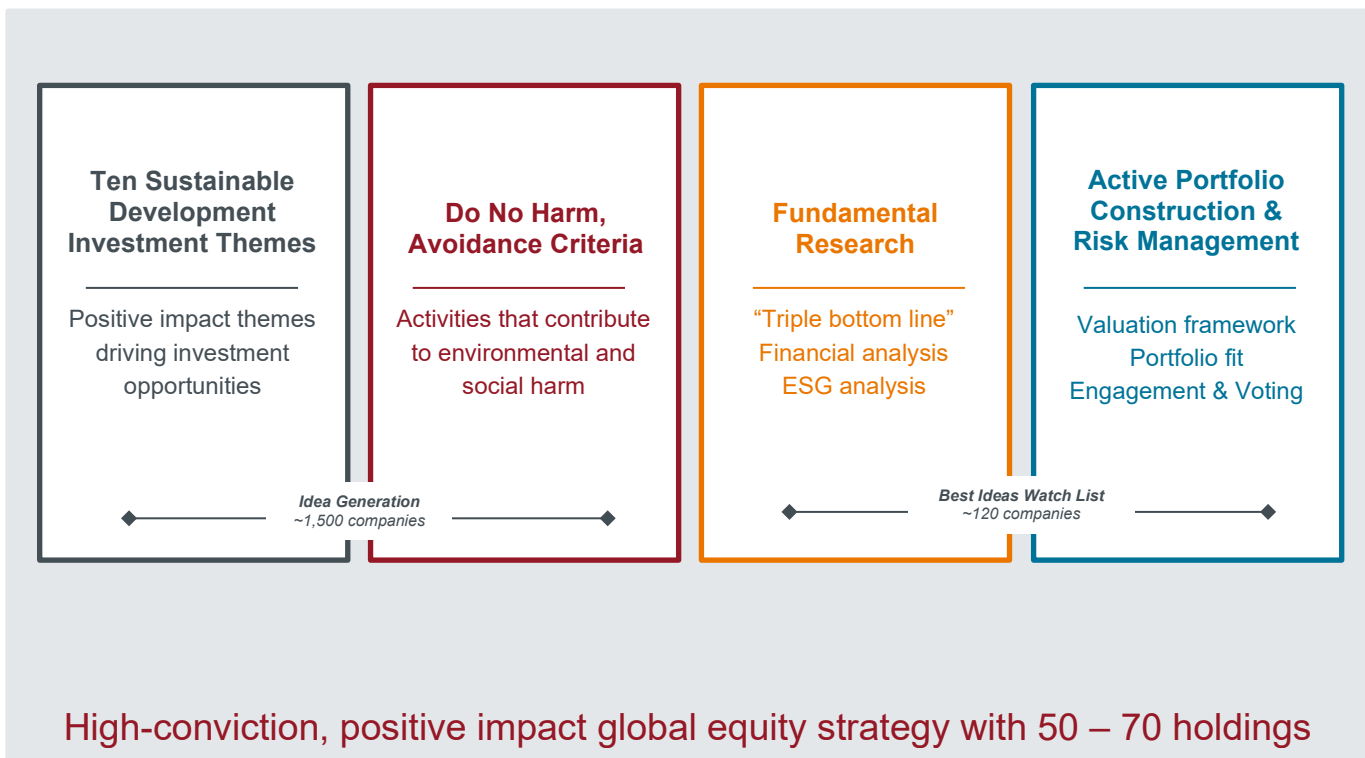 Ten Sustainable
Development
Investment Themes
Positive impact themes
driving investment
opportunities
Do No Harm,
Avoidance Criteria
Activities that contribute
to environmental and
social harm
Fundamental
Research
“Triple bottom line”
Financial analysis
ESG analysis
Active Portfolio
Construction &
Risk Management
Valuation framework
Portfolio fit
Engagement & Voting
Idea Generation
~1,500 companies
Best Ideas Watch List
~120 companies
High-conviction, positive impact global equity strategy with 50 – 70 holdings